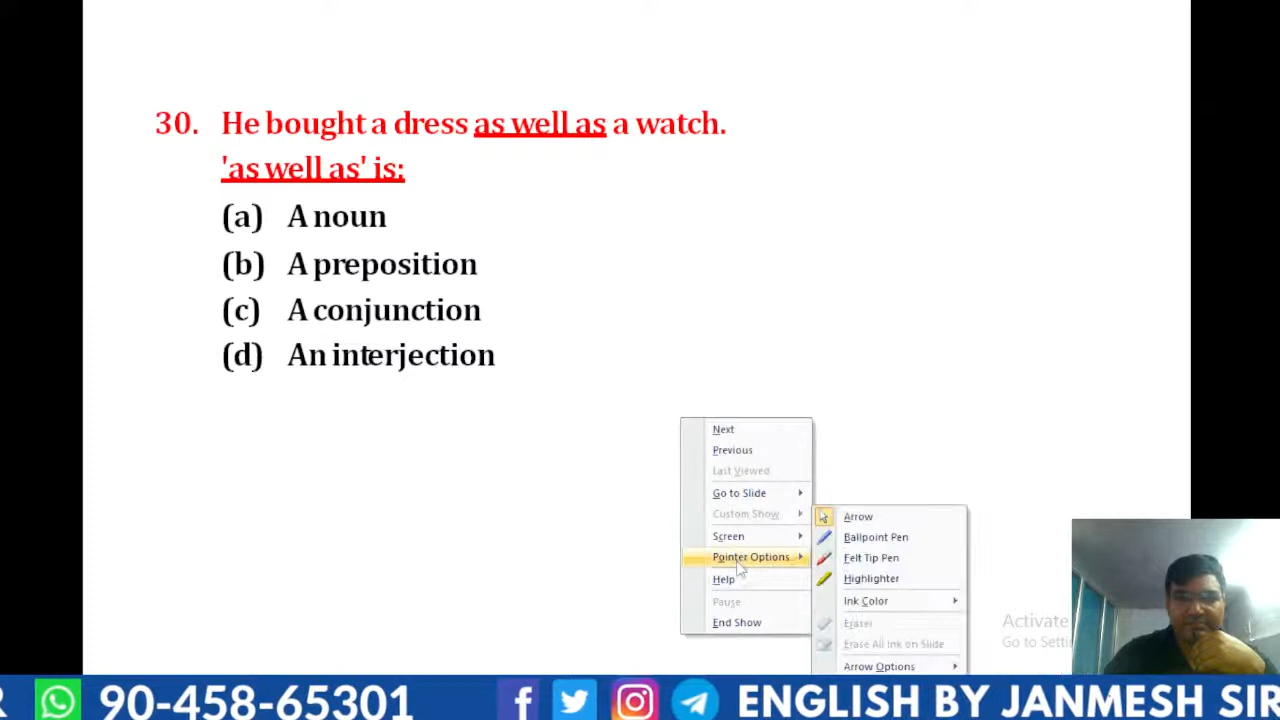 30. He bought a dress as well as a watch.
'as well as' is:
(a) A noun
(b) A preposition
(c) A conjunction
(d) An interjection
Next
Previous
Last Viewed
Go to Slide
Custom Show
Screen
Pointer Options
Help
Pause
End Show
Arrow
Ballpoint Pen
Felt Tip Pen
Highlighter
Ink Color
Eraser
Erase All Ink on Slide
Arrow Options
Activate
Go to Setti
R 90-458-65301 ENGLISH BY JANMESH SIR